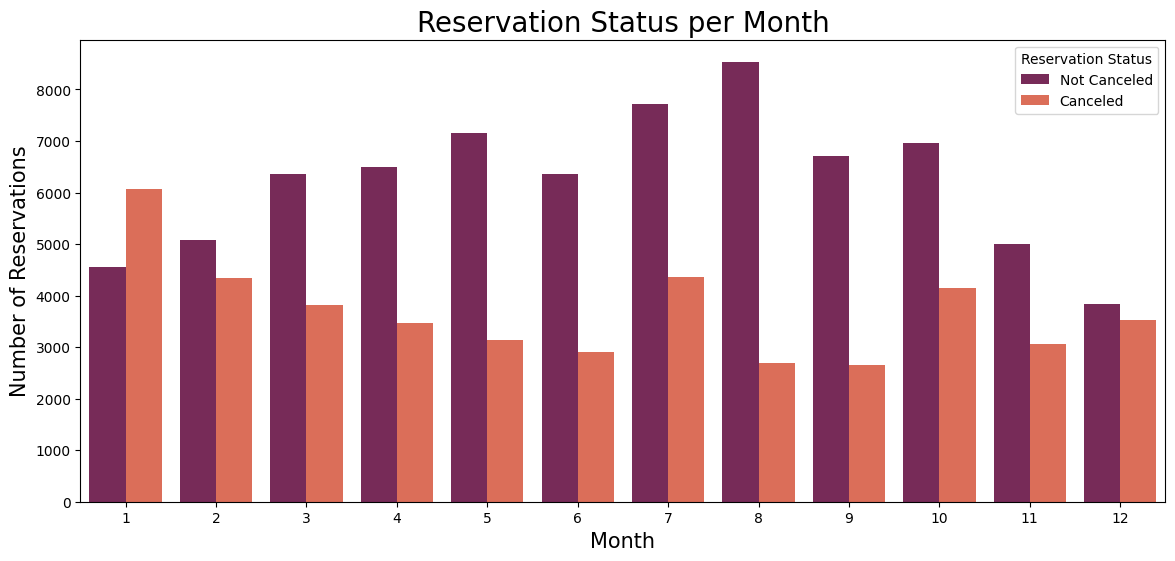 Reservation Status per Month
Reservation Status
Not Canceled
Canceled
Number of Reservations
8000
7000
6000
5000
4000
3000
2000
1000
0
1 2 3 4 5 6 7 8 9 10 11 12
Month